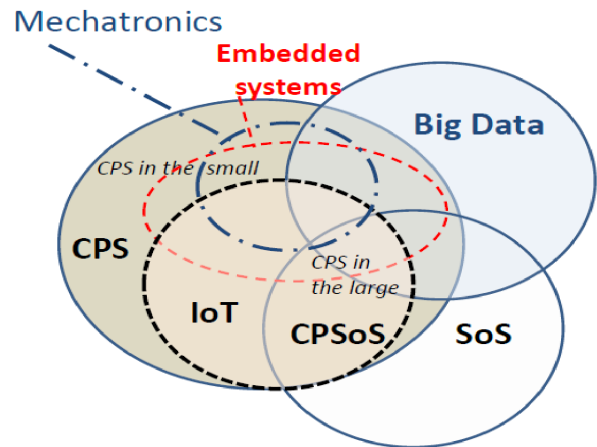 Mechatronics
Embedded
systems
Big Data
CPS in the small
CPS
CPS in
the large
IoT
CPSoS
SoS